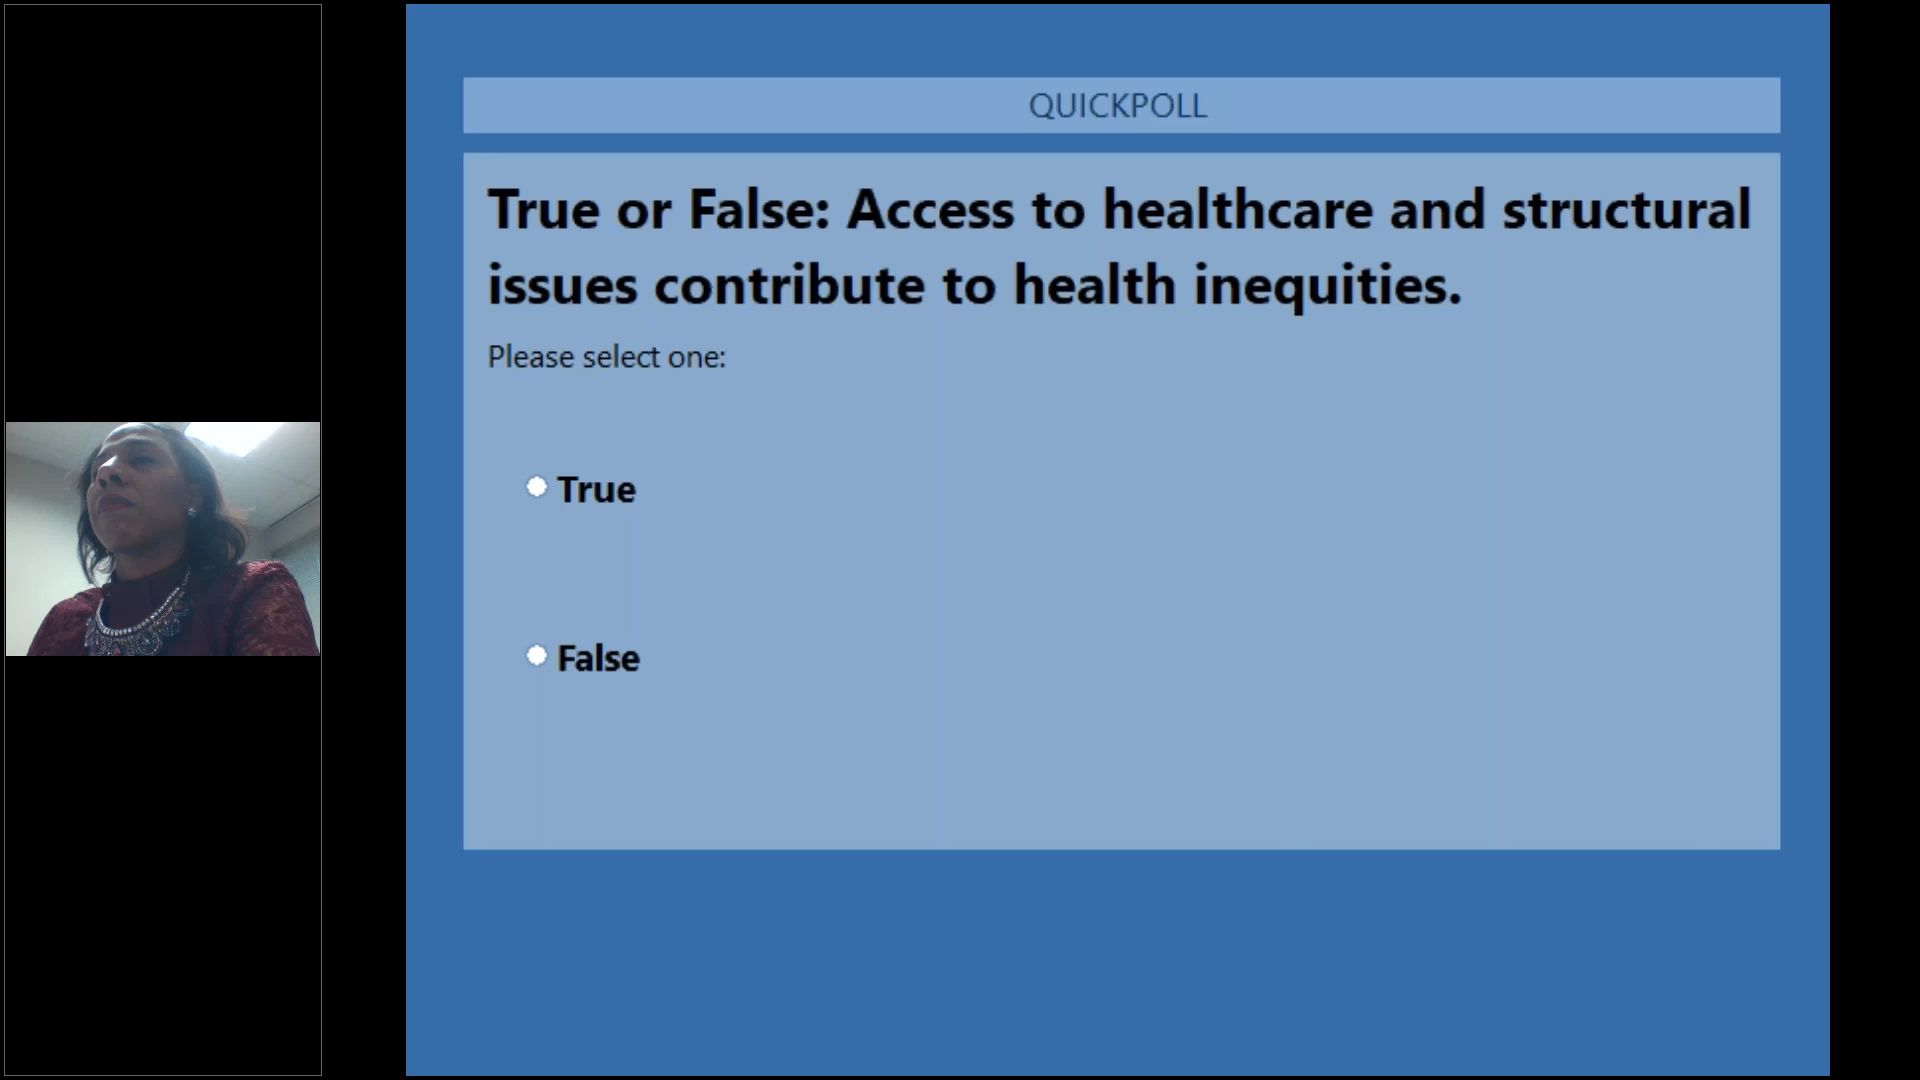 QUICKPOLL
True or False: Access to healthcare and structural
issues contribute to health inequities.
Please select one:
True
False